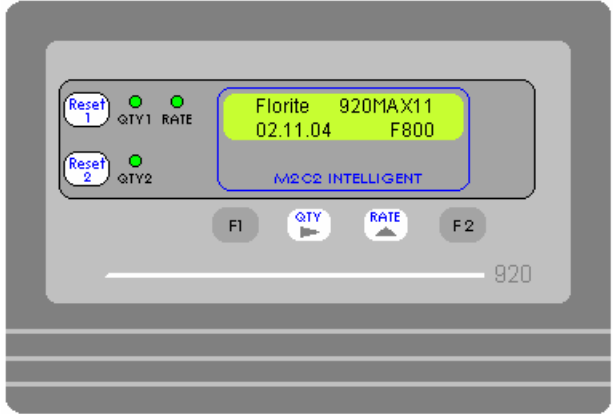 Reset
1
QTY1 RATE
Florite 920MAX11
02.11.04 F800
Reset
2
QTY2
M2C2 INTELLIGENT
F1 QTY RATE F2
920